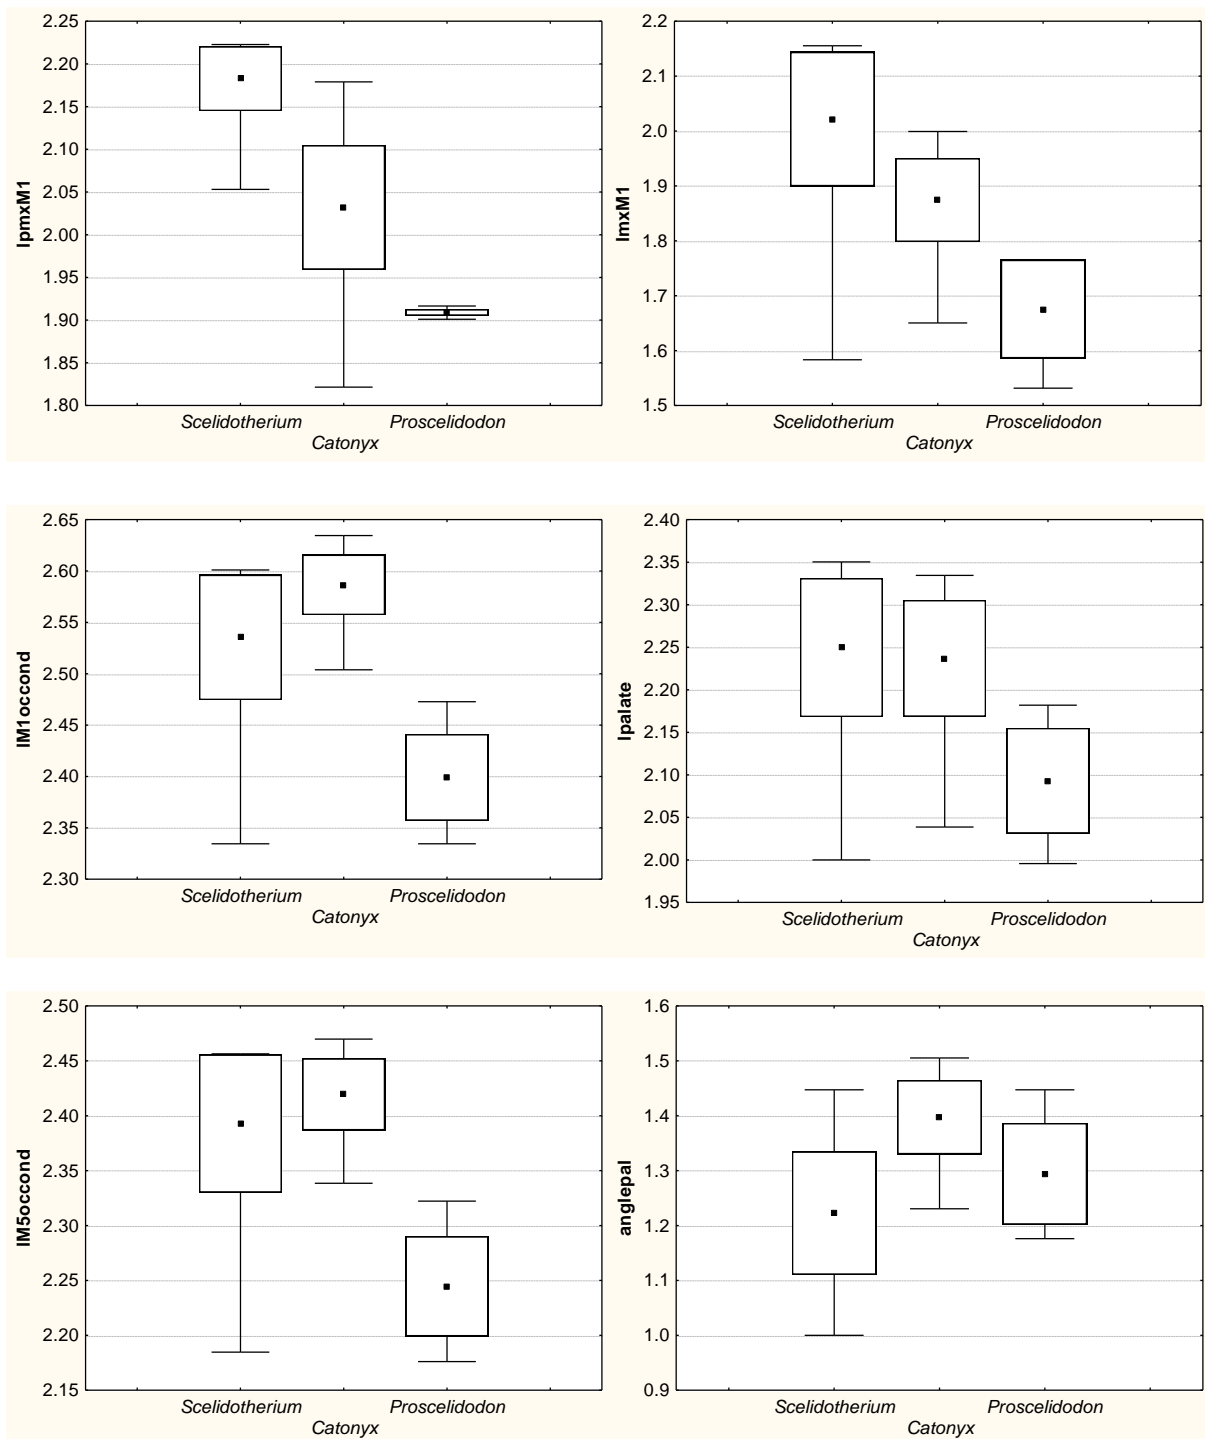 2.25
2.20
2.15
2.10
2.05
2.00
1.95
1.90
1.85
1.80
lpmxM1
Scelidotherium Proscelidodon
Catonyx
2.2
2.1
2.0
1.9
1.8
1.7
1.6
1.5
lmxM1
Scelidotherium Proscelidodon
Catonyx
2.65
2.60
2.55
2.50
2.45
2.40
2.35
2.30
lM1occond
Scelidotherium Proscelidodon
Catonyx
2.40
2.35
2.30
2.25
2.20
2.15
2.10
2.05
2.00
1.95
lpalate
Scelidotherium Proscelidodon
Catonyx
2.50
2.45
2.40
2.35
2.30
2.25
2.20
2.15
lM5occond
Scelidotherium Proscelidodon
Catonyx
1.6
1.5
1.4
1.3
1.2
1.1
1.0
0.9
anglepal
Scelidotherium Proscelidodon
Catonyx